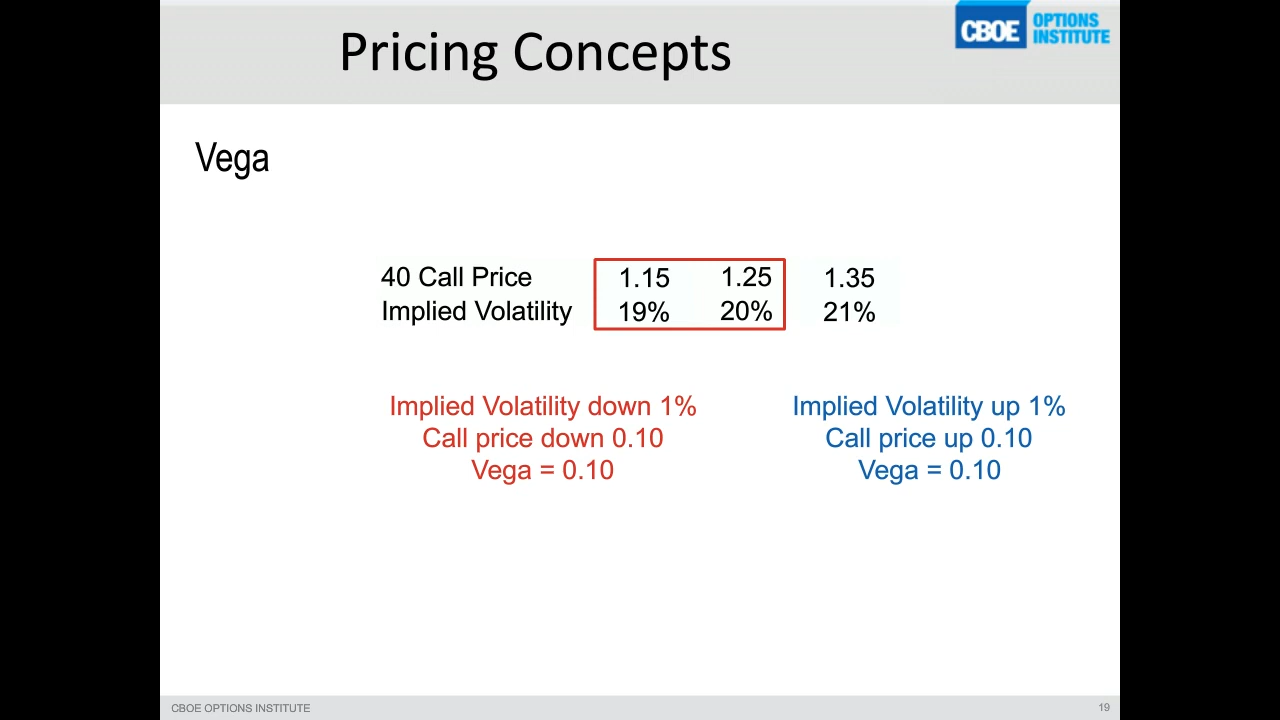 Pricing Concepts
CBOE OPTIONS INSTITUTE
Vega
40 Call Price 1.15 1.25 1.35
Implied Volatility 19% 20% 21%
Implied Volatility down 1%
Call price down 0.10
Vega = 0.10
Implied Volatility up 1%
Call price up 0.10
Vega = 0.10
CBOE OPTIONS INSTITUTE 19